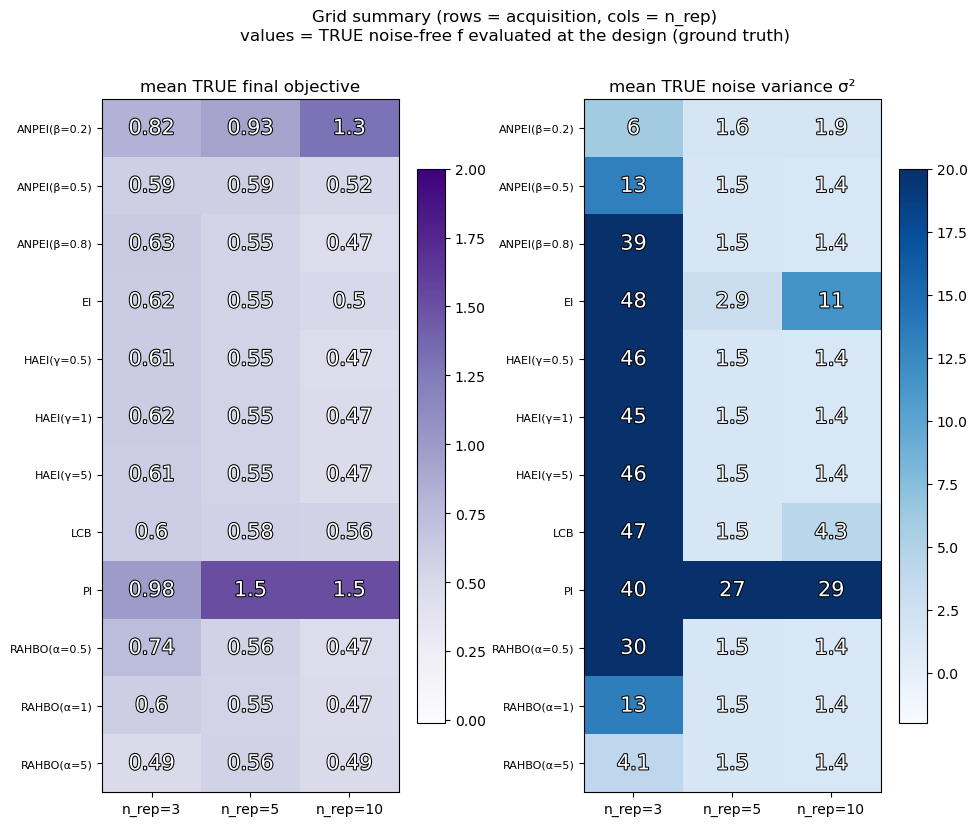 Grid summary (rows = acquisition, cols = n_rep)
values = TRUE noise-free f evaluated at the design (ground truth)
mean TRUE final objective
ANPEI(β=0.2) 0.82 0.93 1.3
ANPEI(β=0.5) 0.59 0.59 0.52
ANPEI(β=0.8) 0.63 0.55 0.47
EI 0.62 0.55 0.5
HAEI(γ=0.5) 0.61 0.55 0.47
HAEI(γ=1) 0.62 0.55 0.47
HAEI(γ=5) 0.61 0.55 0.47
LCB 0.6 0.58 0.56
PI 0.98 1.5 1.5
RAHBO(α=0.5) 0.74 0.56 0.47
RAHBO(α=1) 0.6 0.55 0.47
RAHBO(α=5) 0.49 0.56 0.49
n_rep=3 n_rep=5 n_rep=10
2.00
1.75
1.50
1.25
1.00
0.75
0.50
0.25
0.00
mean TRUE noise variance σ²
ANPEI(β=0.2) 6 1.6 1.9
ANPEI(β=0.5) 13 1.5 1.4
ANPEI(β=0.8) 39 1.5 1.4
EI 48 2.9 11
HAEI(γ=0.5) 46 1.5 1.4
HAEI(γ=1) 45 1.5 1.4
HAEI(γ=5) 46 1.5 1.4
LCB 47 1.5 4.3
PI 40 27 29
RAHBO(α=0.5) 30 1.5 1.4
RAHBO(α=1) 13 1.5 1.4
RAHBO(α=5) 4.1 1.5 1.4
n_rep=3 n_rep=5 n_rep=10
20.0
17.5
15.0
12.5
10.0
7.5
5.0
2.5
0.0